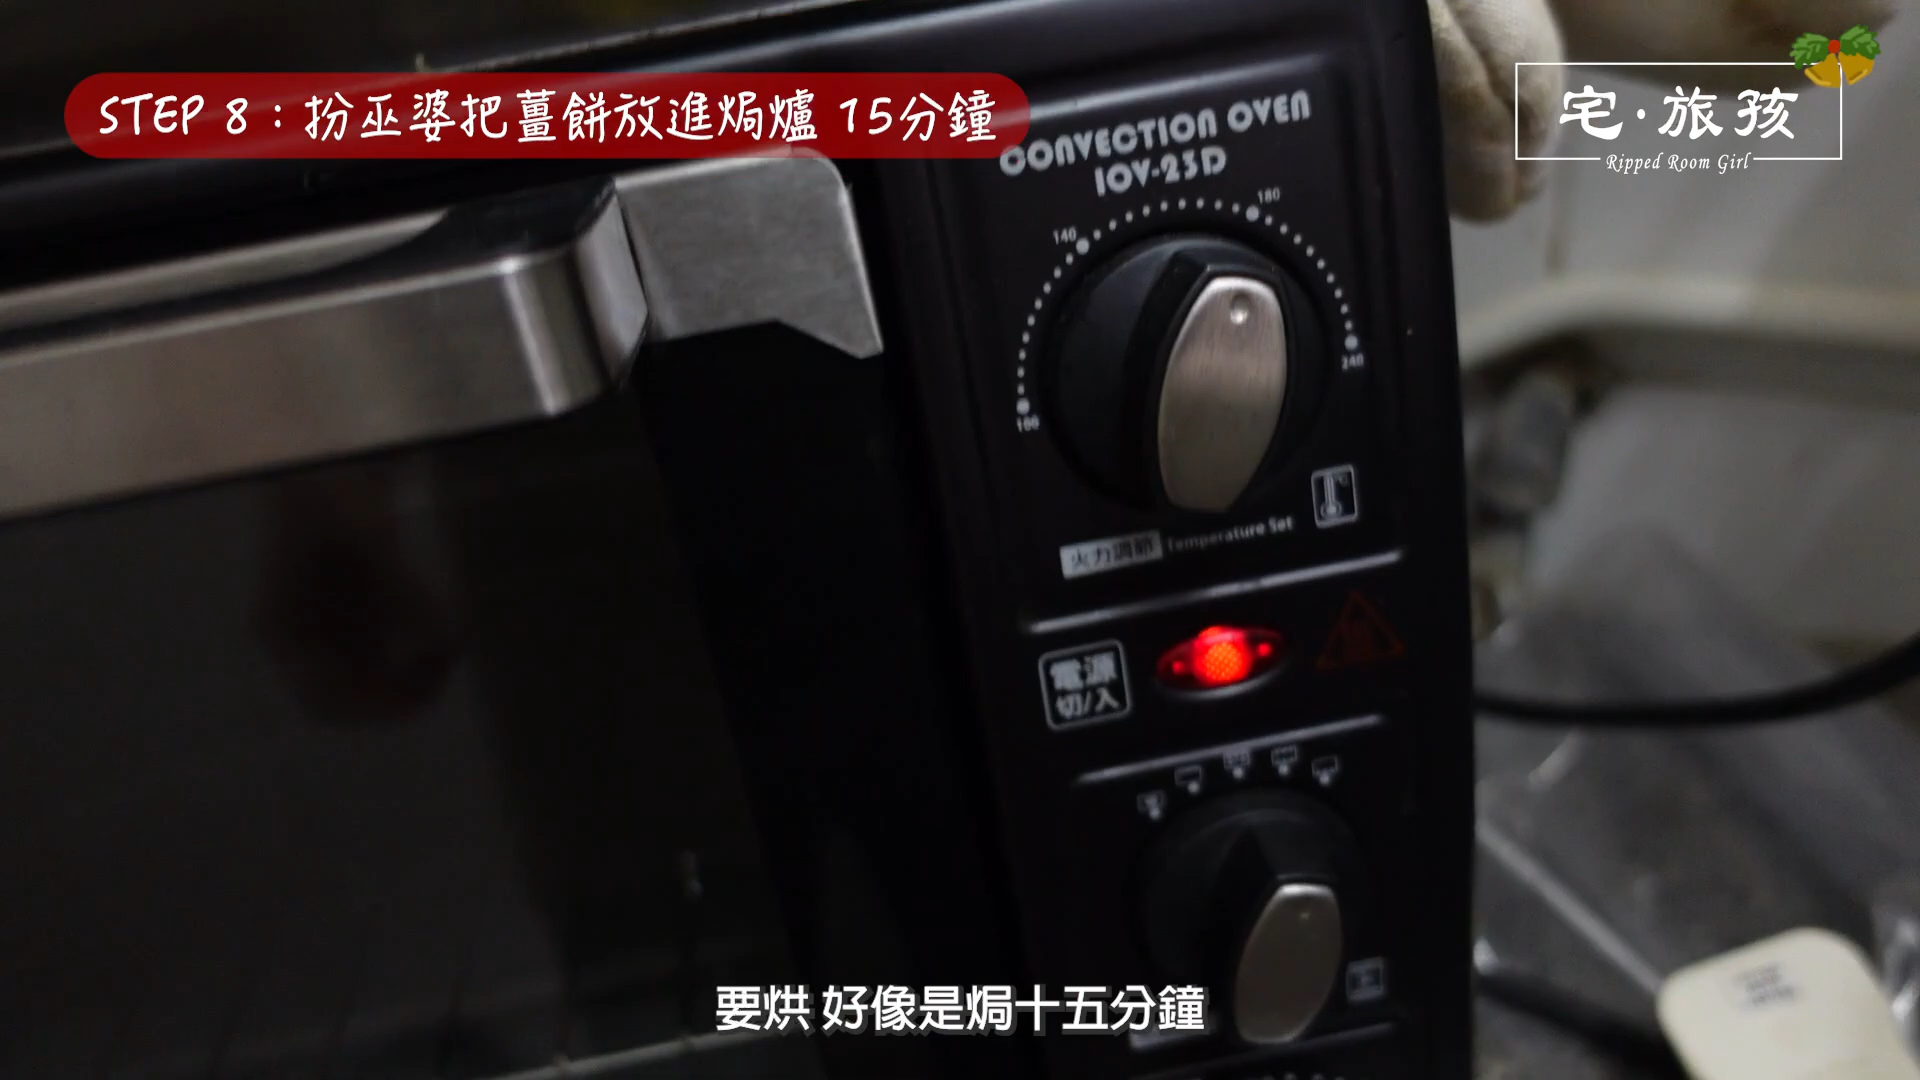 STEP 8：扮巫婆把薑餅放進焗爐 15分鐘
宅·旅孩
Ripped Room Girl
CONVECTION OVEN
IOV-23D
140
180
100
240
火力調節 Temperature Set
電源
切/入
要烘 好像是焗十五分鐘